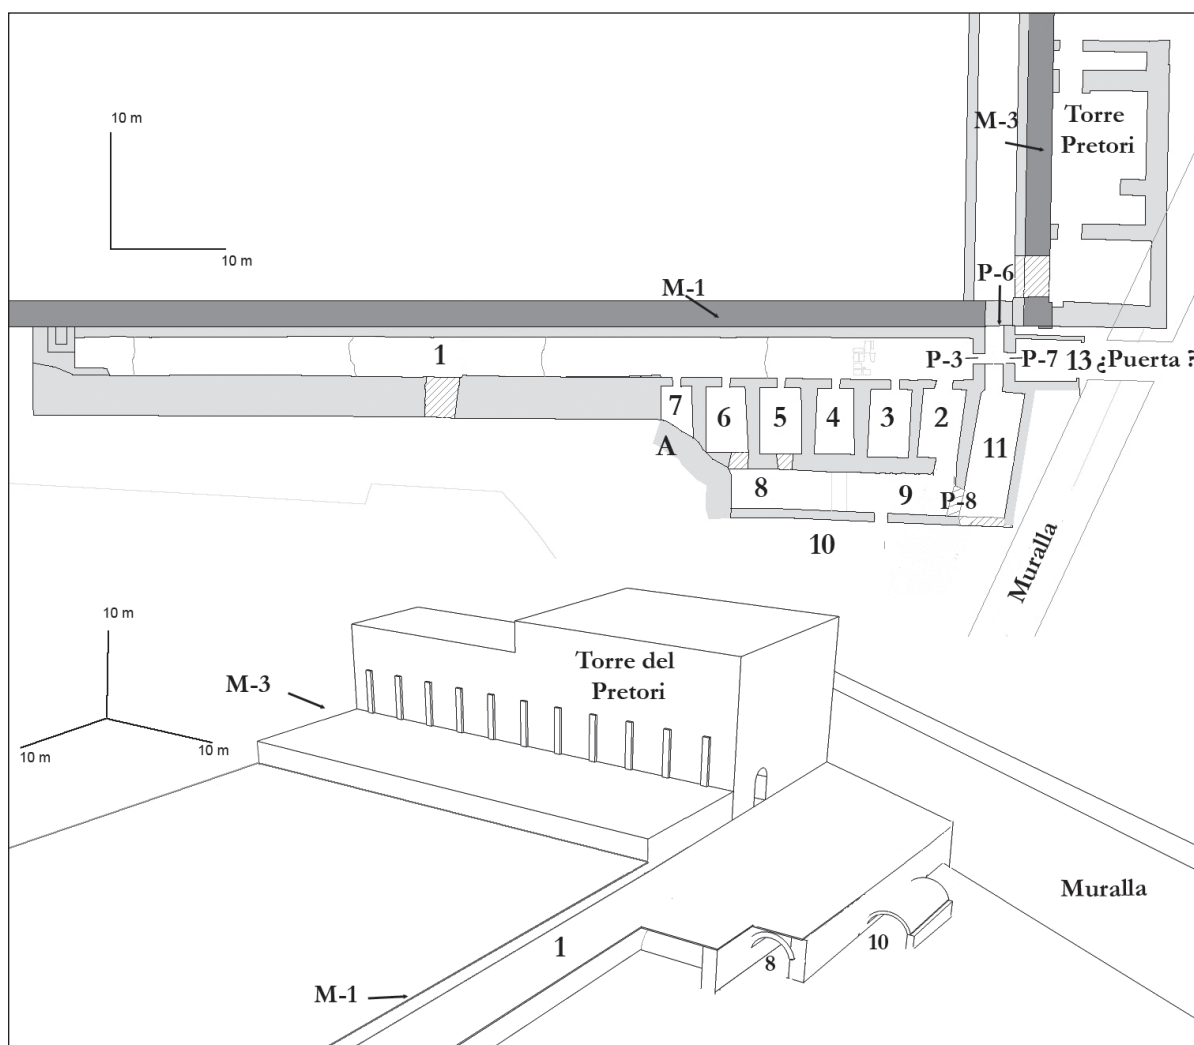 10 m
10 m
M-3
Torre
Pretori
P-6
M-1
1
P-3
P-7
13 ¿Puerta ?
7
6
5
4
3
2
11
A
8
9
P-8
10
Muralla
10 m
10 m
10 m
Torre del
Pretori
M-3
Muralla
1
8
10
M-1